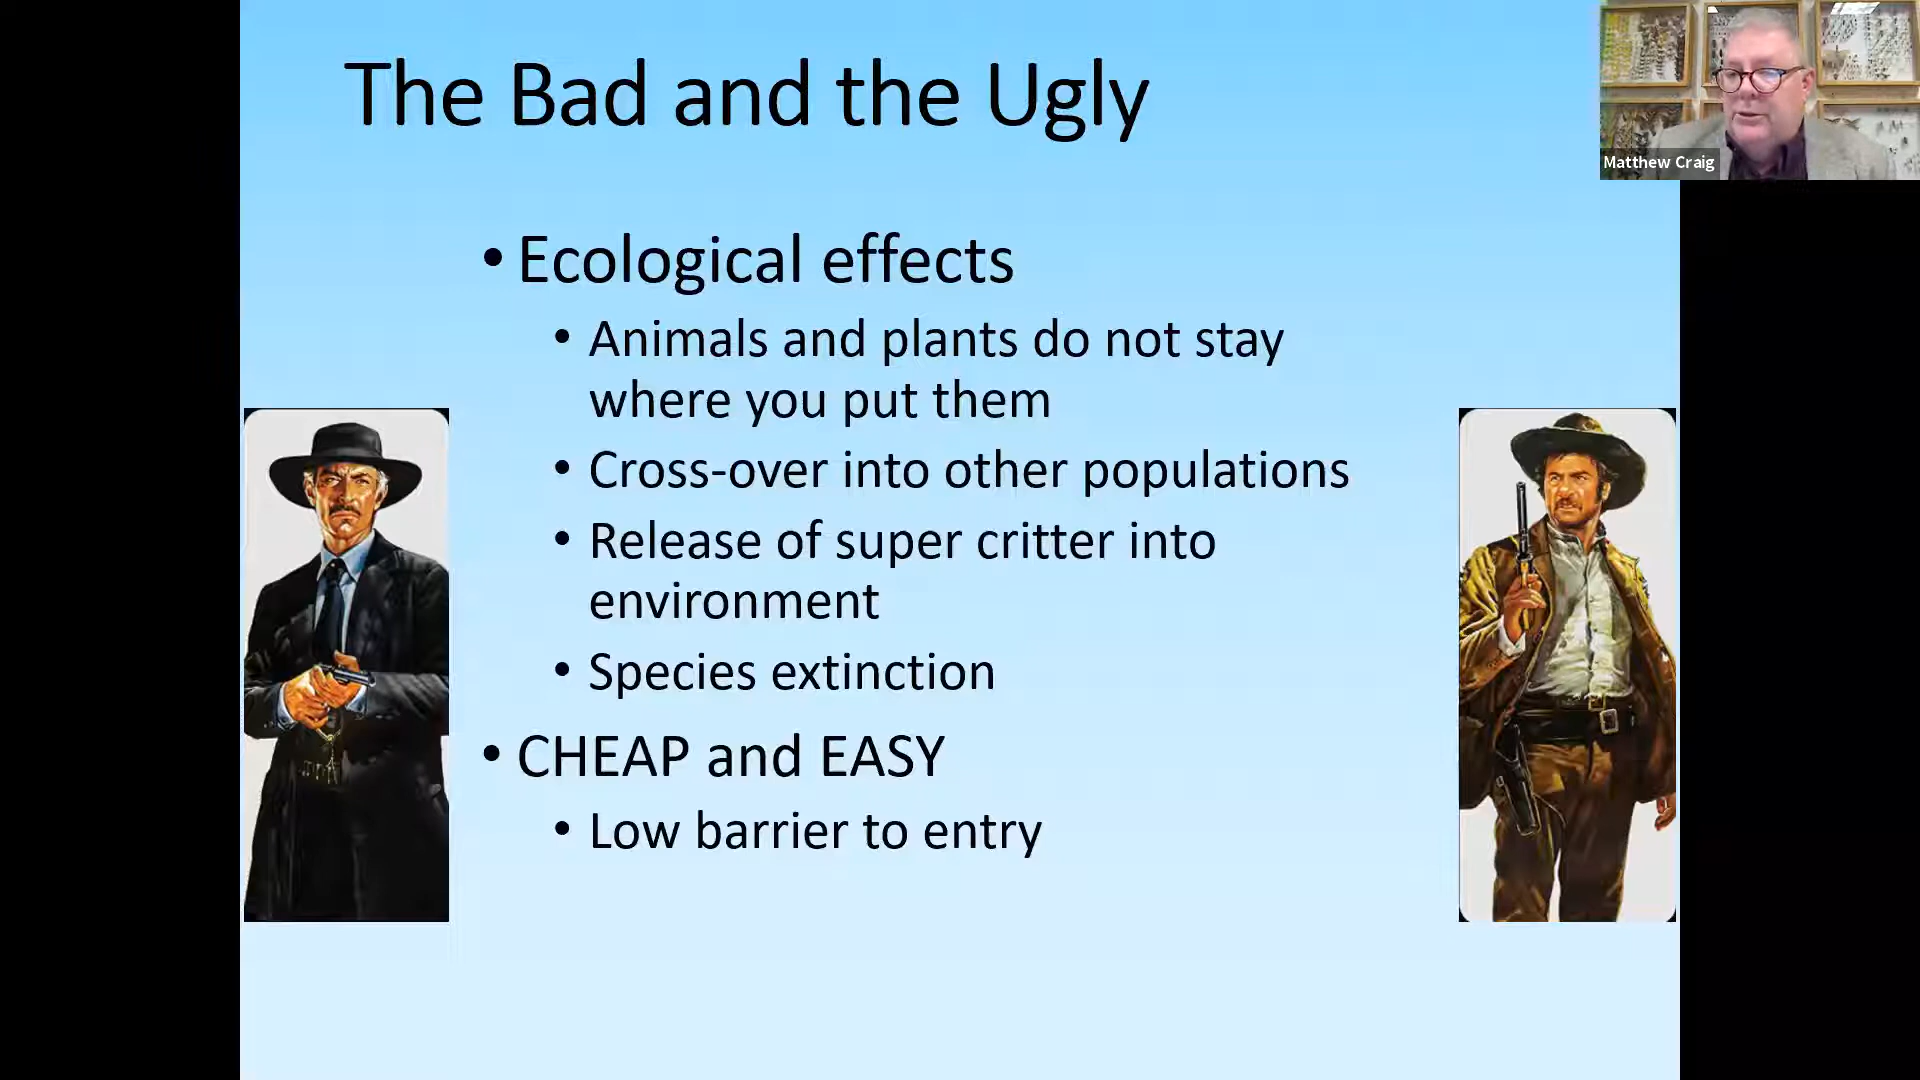 The Bad and the Ugly
Matthew Craig
• Ecological effects
• Animals and plants do not stay
where you put them
• Cross-over into other populations
• Release of super critter into
environment
• Species extinction
• CHEAP and EASY
• Low barrier to entry